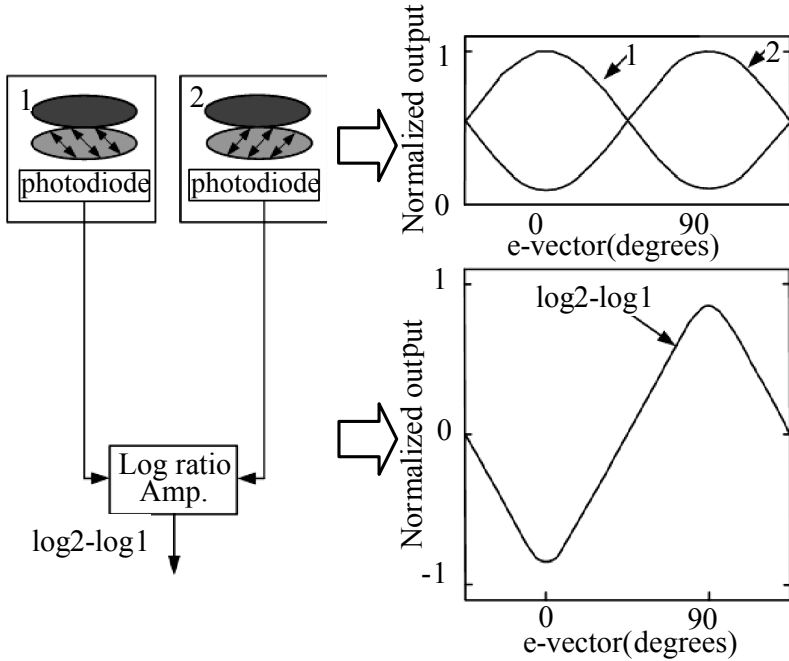 1
photodiode
2
photodiode
Log ratio
Amp.
log2-log1
Normalized output
1
0
1
2
0
90
e-vector(degrees)
Normalized output
1
0
-1
log2-log1
0
90
e-vector(degrees)